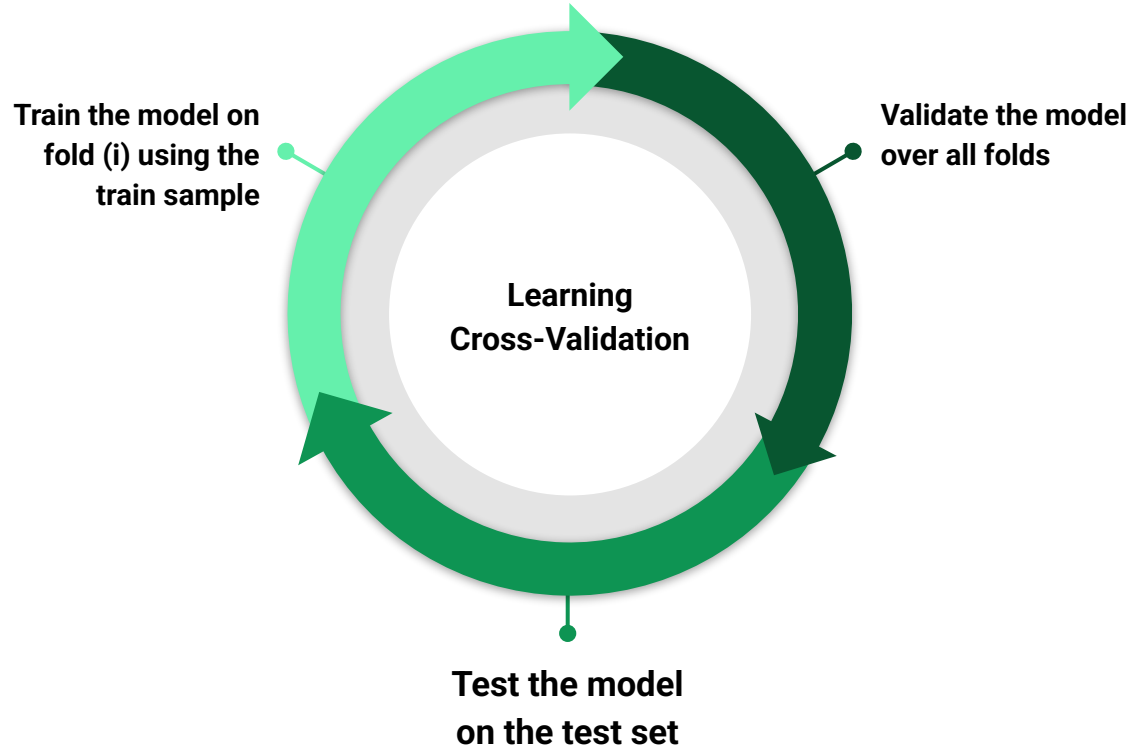 Train the model on
fold (i) using the
train sample
Validate the model
over all folds
Learning
Cross-Validation
Test the model
on the test set